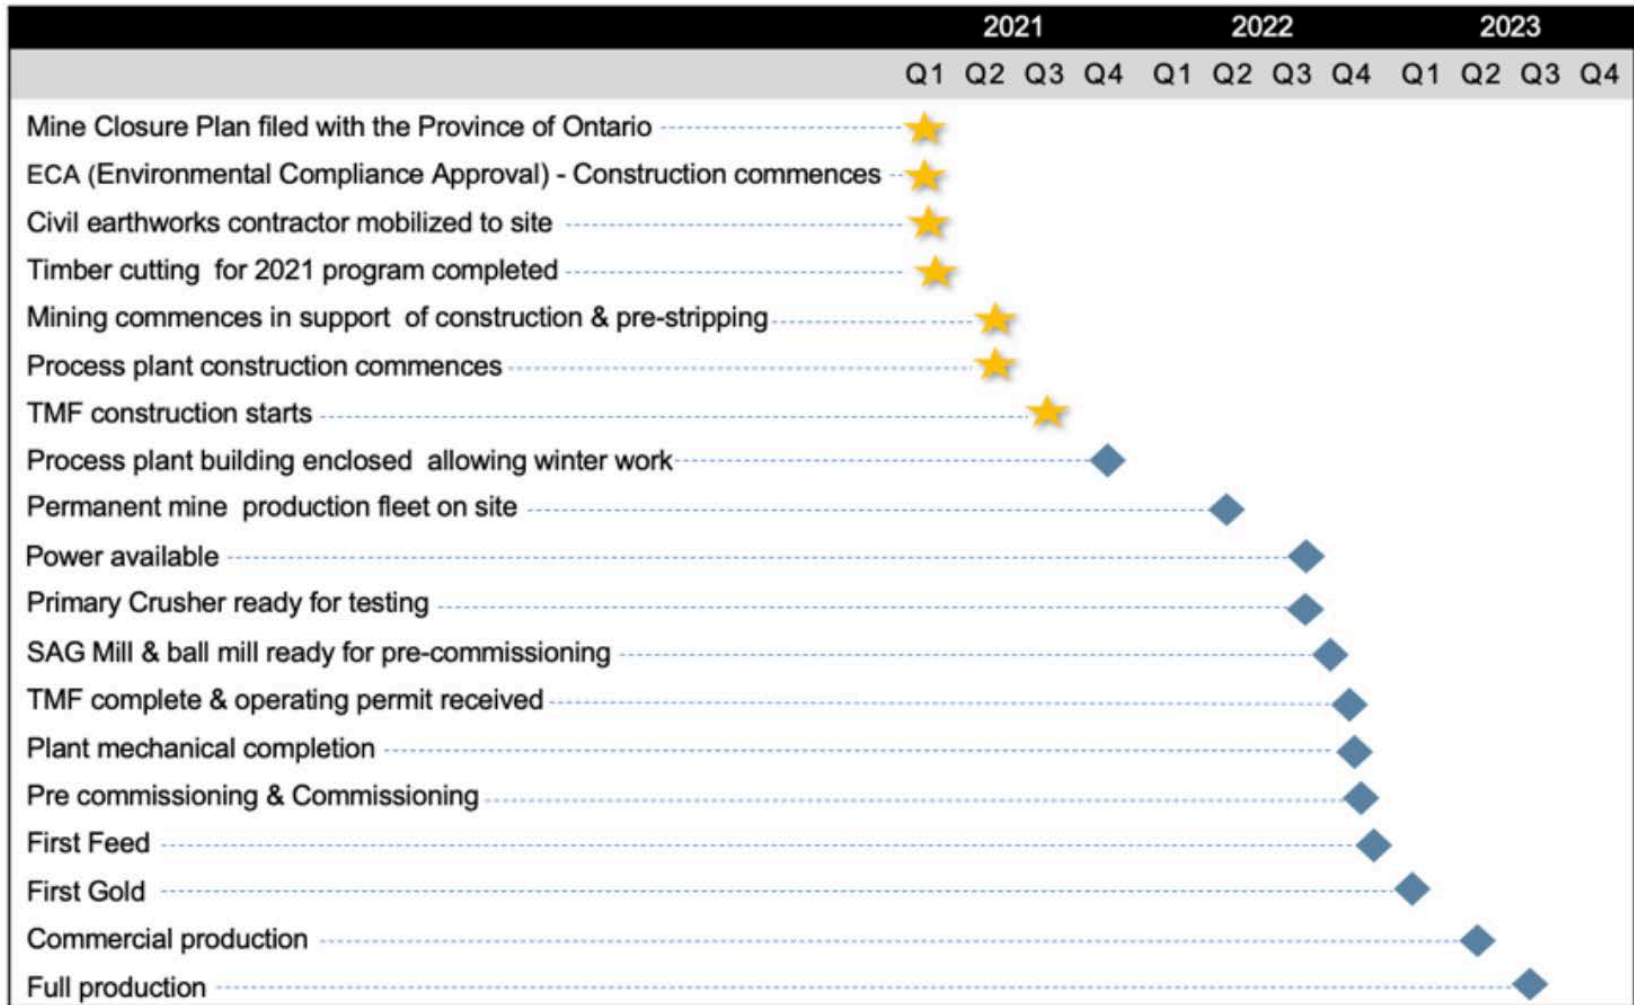 2021 2022 2023
Q1 Q2 Q3 Q4 Q1 Q2 Q3 Q4 Q1 Q2 Q3 Q4
Mine Closure Plan filed with the Province of Ontario
ECA (Environmental Compliance Approval) - Construction commences
Civil earthworks contractor mobilized to site
Timber cutting for 2021 program completed
Mining commences in support of construction & pre-stripping
Process plant construction commences
TMF construction starts
Process plant building enclosed allowing winter work
Permanent mine production fleet on site
Power available
Primary Crusher ready for testing
SAG Mill & ball mill ready for pre-commissioning
TMF complete & operating permit received
Plant mechanical completion
Pre commissioning & Commissioning
First Feed
First Gold
Commercial production
Full production